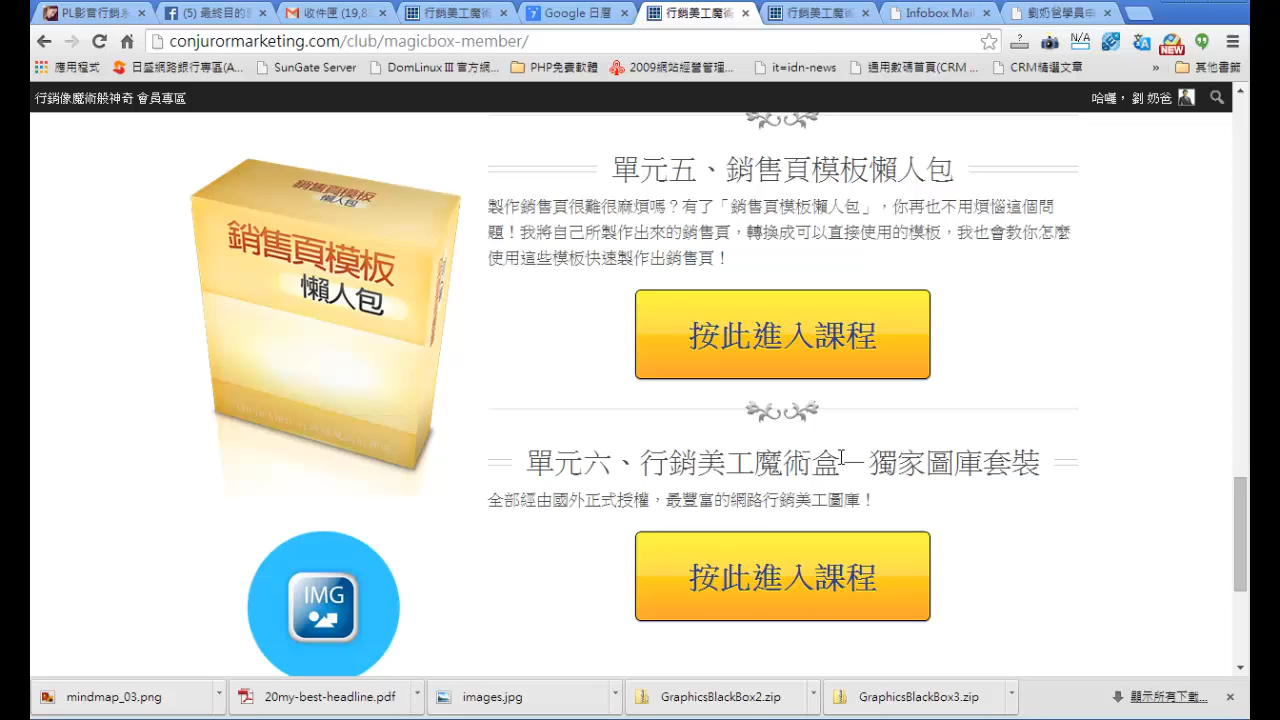 PL影音行銷系
(5) 最終目的
收件匣 (19,8
行銷美工魔術
Google 日曆
行銷美工魔術
行銷美工魔術
Infobox Mai
劉奶爸學員申
conjurormarketing.com/club/magicbox-member/
N/A
NEW
應用程式
日盛網路銀行專區(A...
SunGate Server
DomLinux III 官方網...
PHP免費軟體
2009網站經營管理...
it=idn-news
通用數碼首頁(CRM ...
CRM精選文章
»
其他書籤
行銷像魔術般神奇 會員專區
哈囉， 劉 奶爸
單元五、銷售頁模板懶人包
製作銷售頁很難很麻煩嗎？有了「銷售頁模板懶人包」，你再也不用煩惱這個問
題！我將自己所製作出來的銷售頁，轉換成可以直接使用的模板，我也會教你怎麼
使用這些模板快速製作出銷售頁！
銷售頁模板
懶人包
銷售頁模板
懶人包
按此進入課程
單元六、行銷美工魔術盒－獨家圖庫套裝
全部經由國外正式授權，最豐富的網路行銷美工圖庫！
按此進入課程
IMG
mindmap_03.png
20my-best-headline.pdf
images.jpg
GraphicsBlackBox2.zip
GraphicsBlackBox3.zip
顯示所有下載...